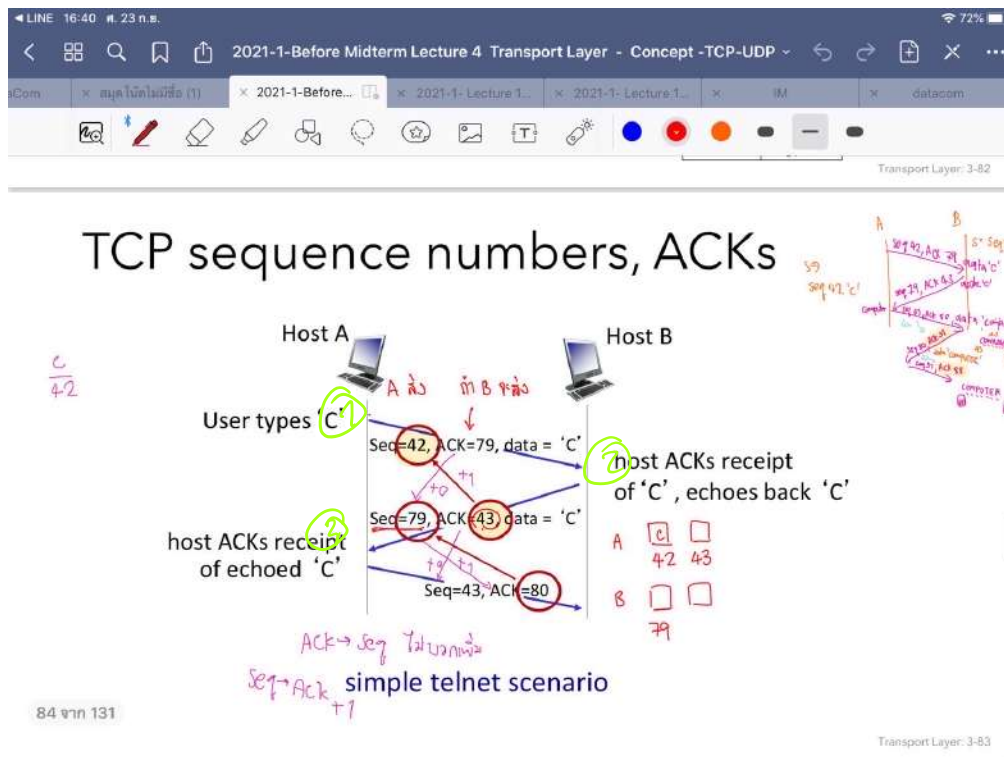 LINE 16:40 ศ. 23 ก.ย. 72%
2021-1-Before Midterm Lecture 4 Transport Layer - Concept -TCP-UDP
aCom × สมุดโน้ตไม่มีชื่อ (1) × 2021-1-Before... × 2021-1- Lecture 1... × 2021-1- Lecture 1... × IM × datacom
Transport Layer: 3-82
TCP sequence numbers, ACKs
A B
seq 42, ACK 79
seq 42 'c'
Host A Host B
C
42
A ส่ง
User types 'C'
Seq=42, ACK=79, data = 'C'
+1
+0
host ACKs receipt
of 'C', echoes back 'C'
Seq=79, ACK=43, data = 'C'
host ACKs receipt
of echoed 'C'
+0 +1
Seq=43, ACK=80
A C
42 43
B
79
ACK→ seq ไม่บวกเพิ่ม
Seq→Ack
+1
simple telnet scenario
84 จาก 131
Transport Layer: 3-83